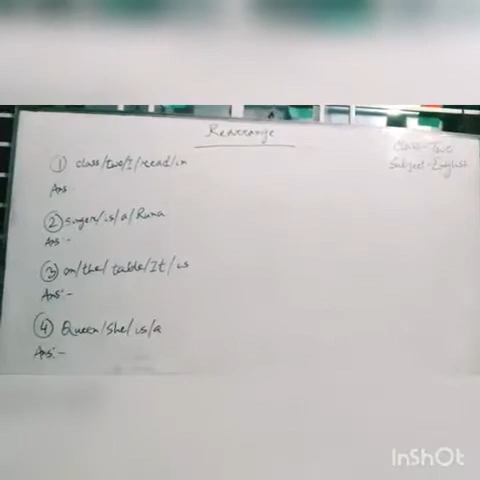 Rearrange
Class-Two
Subject-English
① class/two/I/read/in
Ans-
② singer/is/a/Runa
Ans:-
③ on/the/table/It/is
Ans:-
④ Queen/She/is/a
Ans:-
InShOt